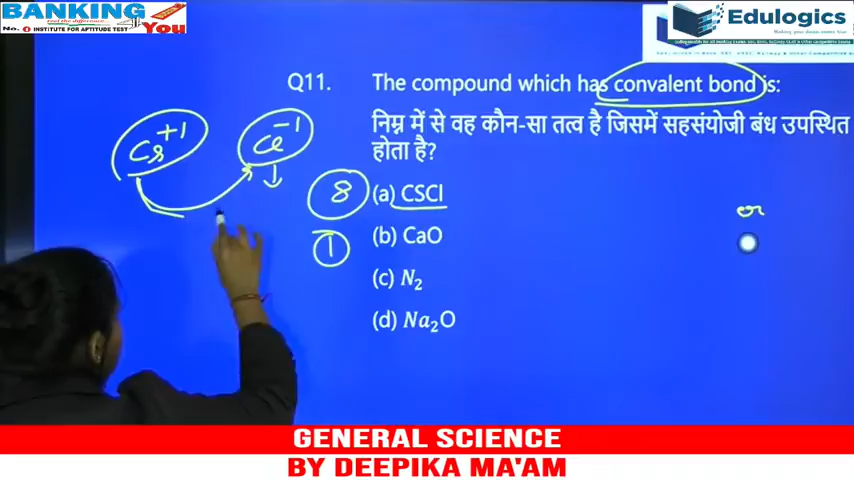 BANKING
Feel the difference...
No. 1 INSTITUTE FOR APTITUDE TEST
You
Edulogics
Q11. The compound which has convalent bond is:
निम्न में से वह कौन-सा तत्व है जिसमें सहसंयोजी बंध उपस्थित
होता है?
(a) CSCl
(b) CaO
(c) N₂
(d) Na₂O
Cs+1
Cl-1
8
1
or
GENERAL SCIENCE
BY DEEPIKA MA'AM